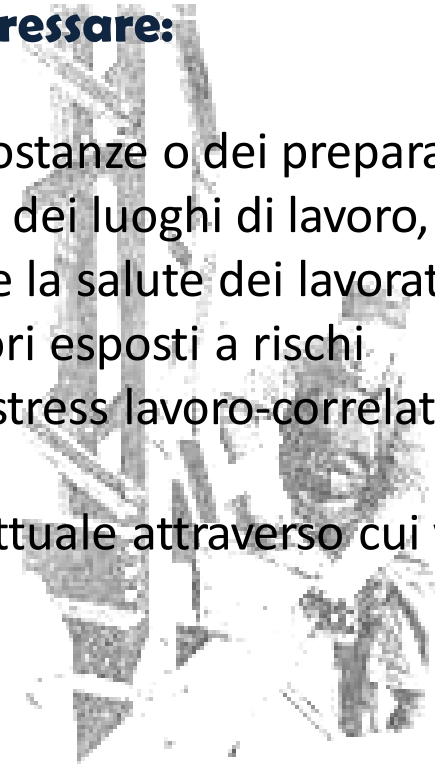 ressare:
ostanze o dei prepara
dei luoghi di lavoro,
e la salute dei lavorat
ori esposti a rischi
stress lavoro-correlat
ttuale attraverso cui v